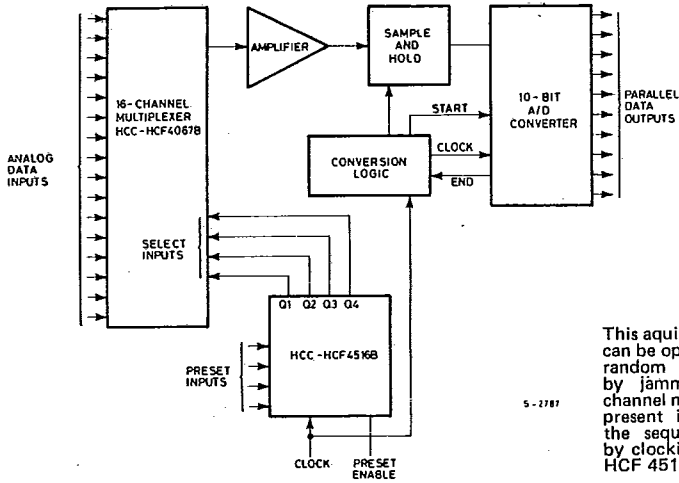 16-CHANNEL
MULTIPLEXER
HCC-HCF4067B
AMPLIFIER
SAMPLE
AND
HOLD
10-BIT
A/D
CONVERTER
PARALLEL
DATA
OUTPUTS
START
CLOCK
END
CONVERSION
LOGIC
ANALOG
DATA
INPUTS
SELECT
INPUTS
Q1 Q2 Q3 Q4
HCC-HCF4516B
PRESET
INPUTS
CLOCK
PRESET
ENABLE
S-2787
This aqui
can be op
random
by jamm
channel
present i
the sequ
by clocki
HCF 451